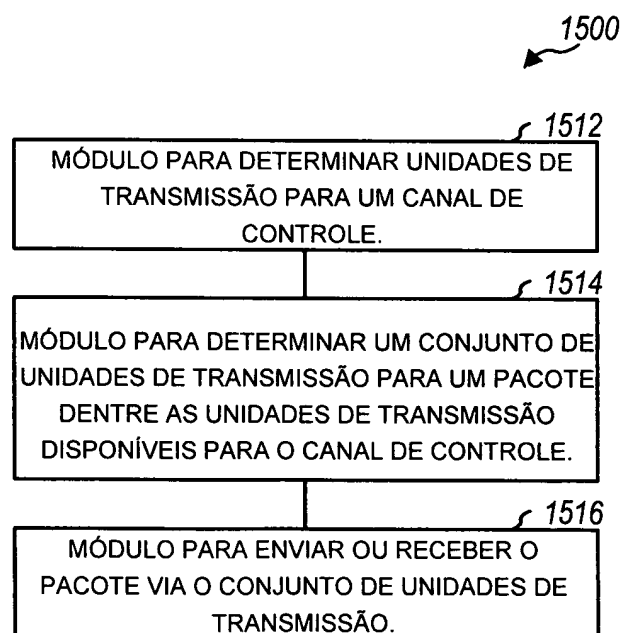 1500
1512
MÓDULO PARA DETERMINAR UNIDADES DE
TRANSMISSÃO PARA UM CANAL DE
CONTROLE.
1514
MÓDULO PARA DETERMINAR UM CONJUNTO DE
UNIDADES DE TRANSMISSÃO PARA UM PACOTE
DENTRE AS UNIDADES DE TRANSMISSÃO
DISPONÍVEIS PARA O CANAL DE CONTROLE.
1516
MÓDULO PARA ENVIAR OU RECEBER O
PACOTE VIA O CONJUNTO DE UNIDADES DE
TRANSMISSÃO.